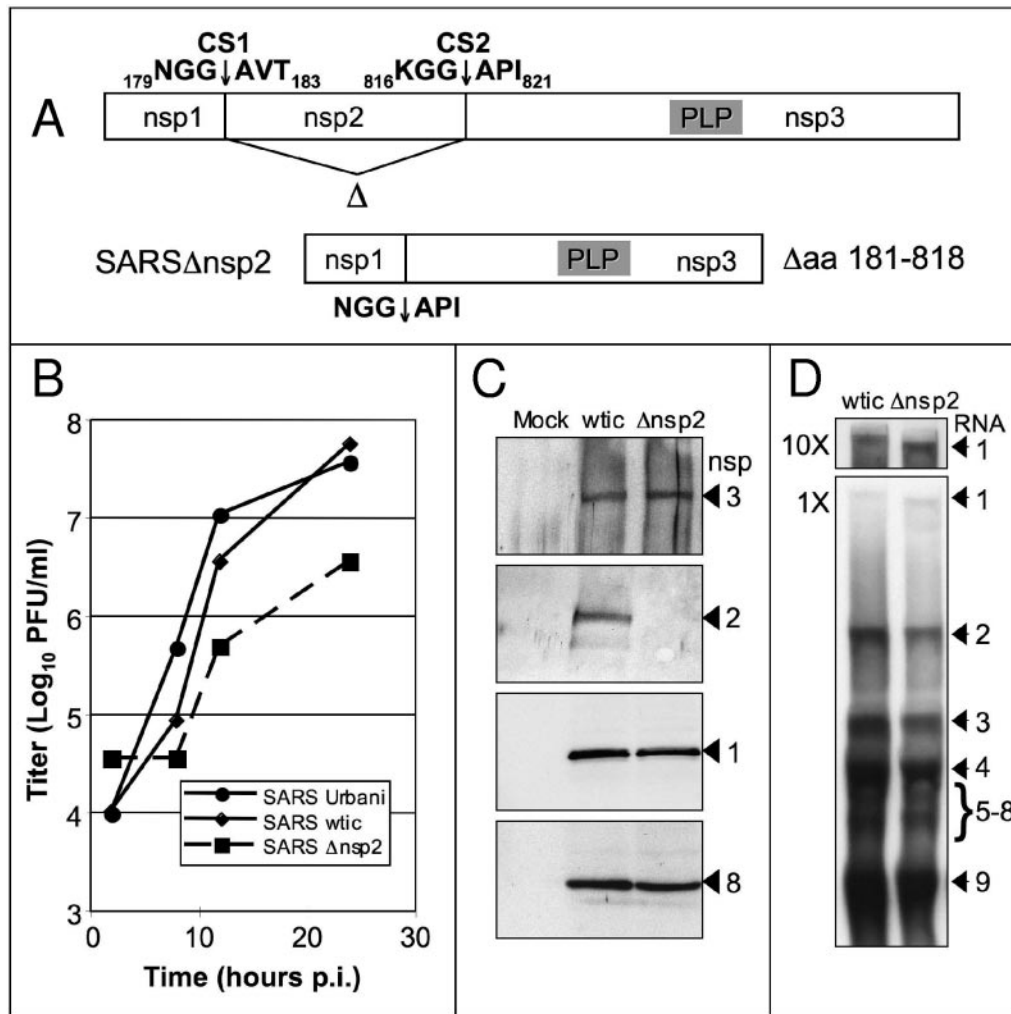 A
CS1
CS2
179NGG↓AVT183
816KGG↓API821
nsp1
nsp2
PLP
nsp3
Δ
SARSΔnsp2
nsp1
PLP
nsp3
Δaa 181-818
NGG↓API
B
8
7
6
5
4
3
Titer (Log10 PFU/ml)
SARS Urbani
SARS wtic
SARS Δnsp2
0
10
20
30
Time (hours p.i.)
C
Mock wtic Δnsp2
nsp
3
2
1
8
D
wtic Δnsp2
RNA
10X
1
1X
1
2
3
4
5-8
9